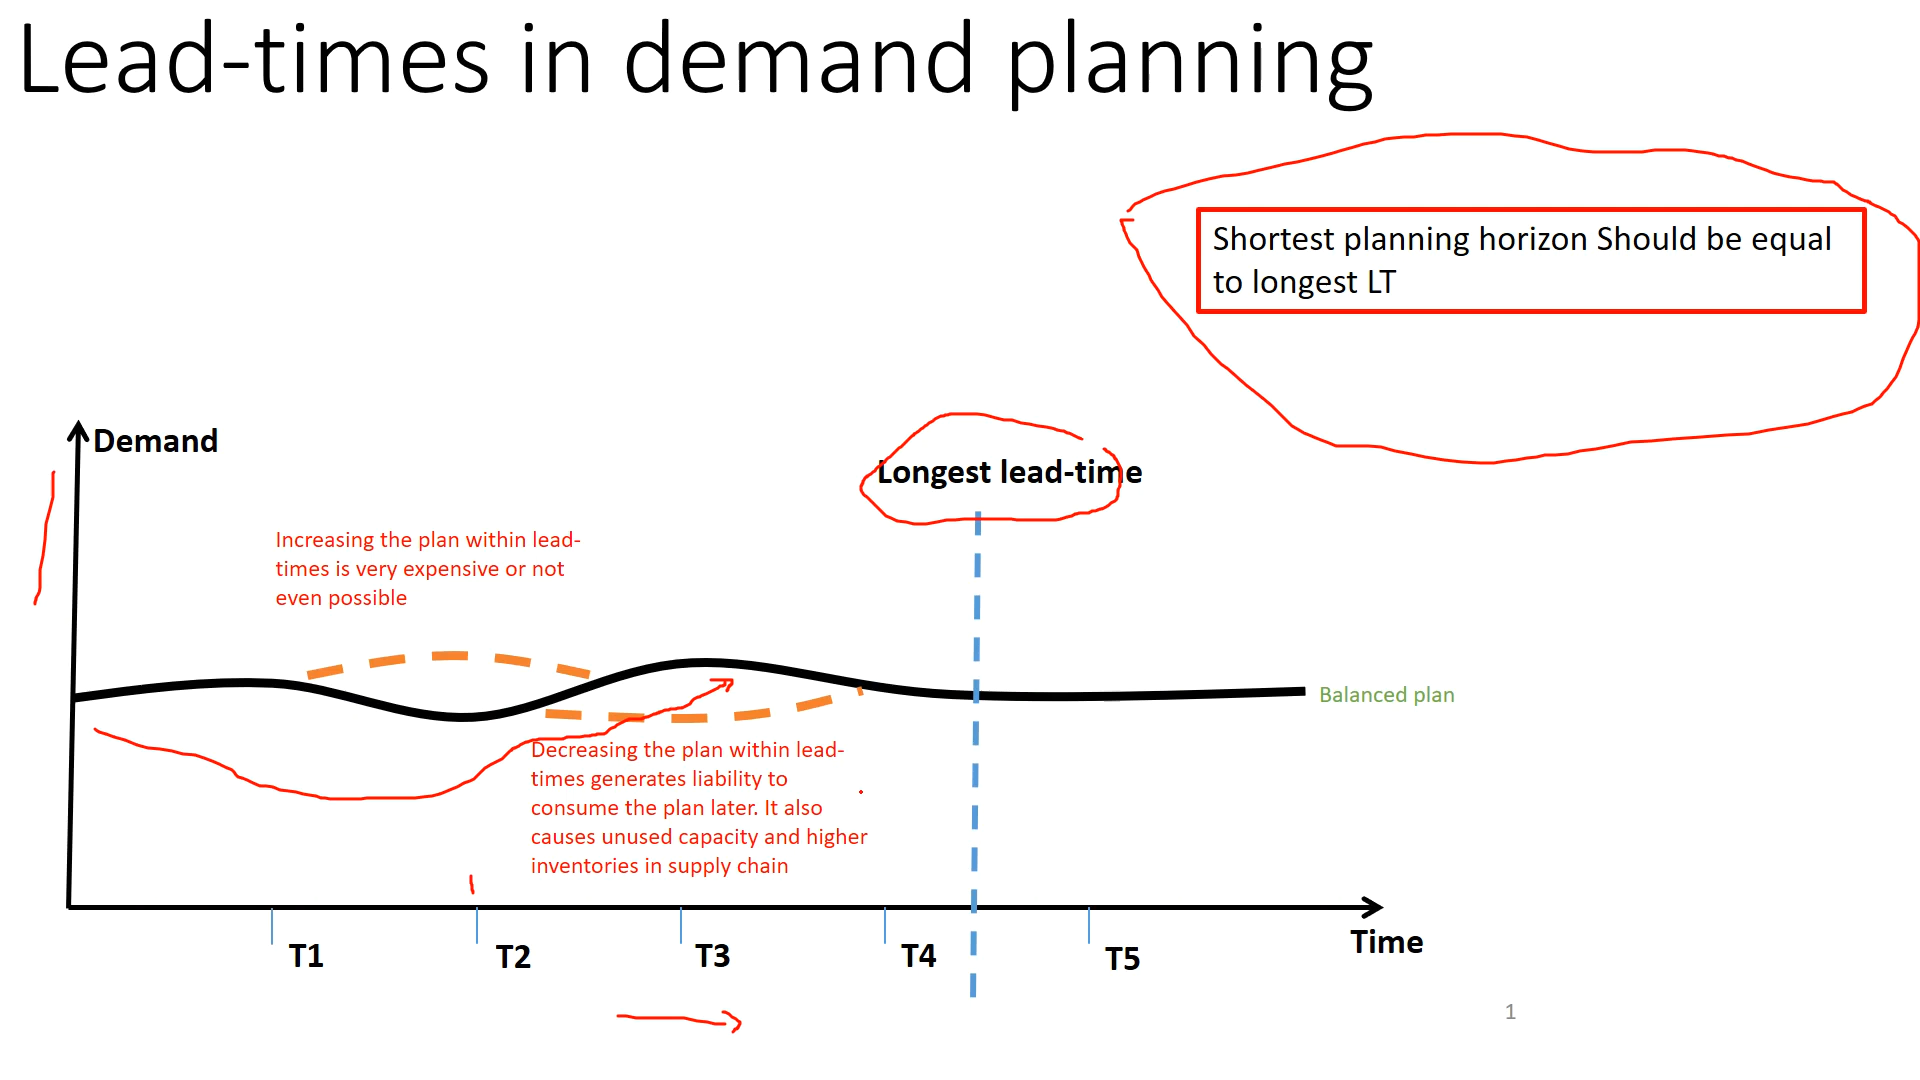 Lead-times in demand planning
Shortest planning horizon Should be equal
to longest LT
Demand
Longest lead-time
Increasing the plan within lead-
times is very expensive or not
even possible
Balanced plan
Decreasing the plan within lead-
times generates liability to
consume the plan later. It also
causes unused capacity and higher
inventories in supply chain
T1
T2
T3
T4
T5
Time
1